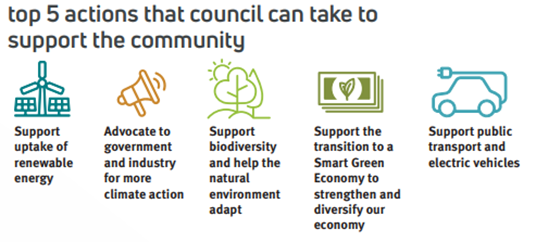 top 5 actions that council can take to
support the community
Support
uptake of
renewable
energy
Advocate to
government
and industry
for more
climate action
Support
biodiversity
and help the
natural
environment
adapt
Support the
transition to a
Smart Green
Economy to
strengthen and
diversify our
economy
Support public
transport and
electric vehicles